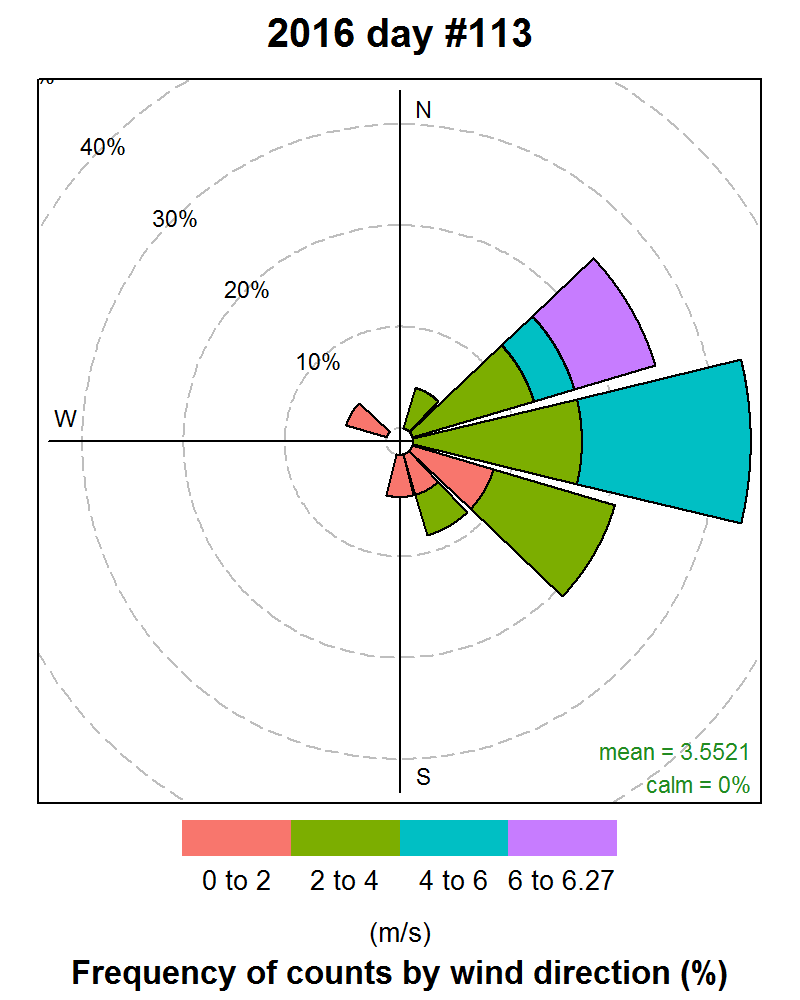 2016 day #113
%
N
40%
30%
20%
10%
W
S
mean = 3.5521
calm = 0%
0 to 2 2 to 4 4 to 6 6 to 6.27
(m/s)
Frequency of counts by wind direction (%)